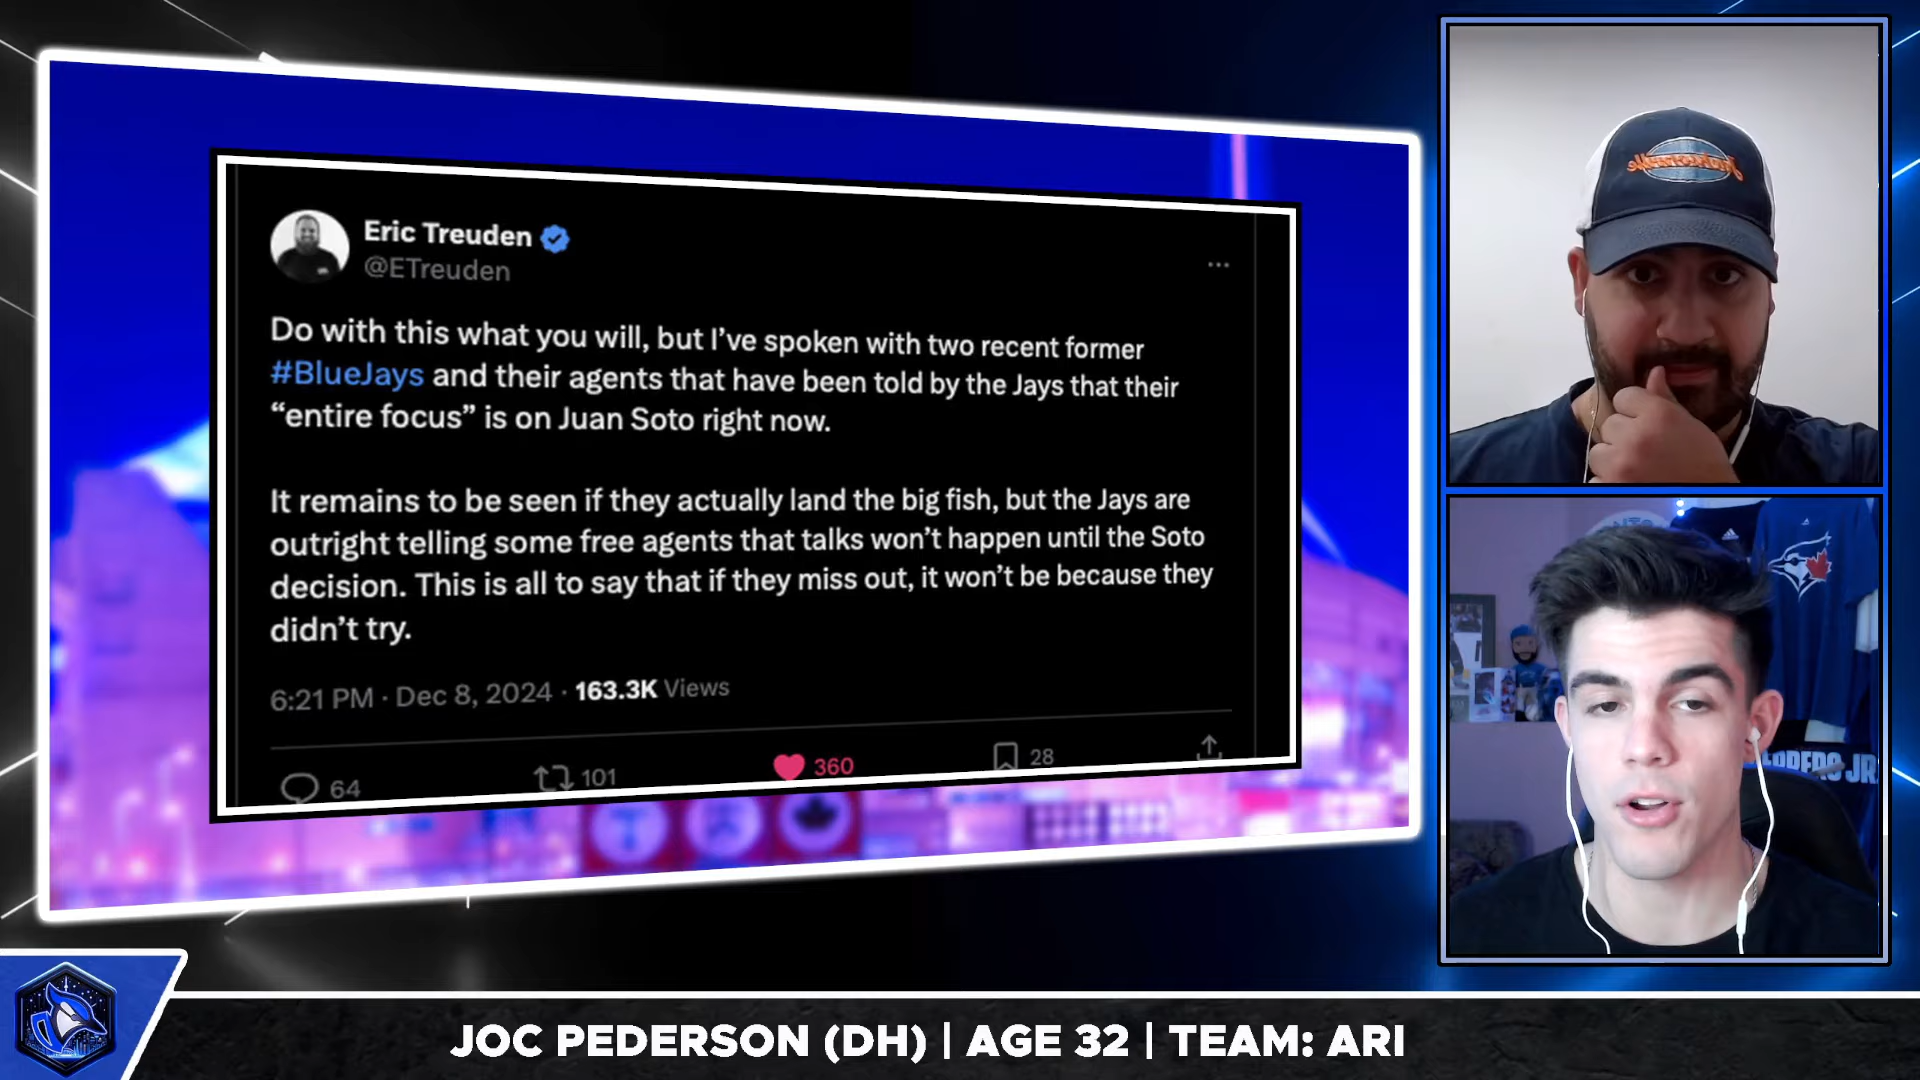 Eric Treuden
@ETreuden
...
Do with this what you will, but I've spoken with two recent former
#BlueJays and their agents that have been told by the Jays that their
“entire focus” is on Juan Soto right now.
It remains to be seen if they actually land the big fish, but the Jays are
outright telling some free agents that talks won't happen until the Soto
decision. This is all to say that if they miss out, it won't be because they
didn't try.
6:21 PM · Dec 8, 2024 · 163.3K Views
64 101 360 28
JOC PEDERSON (DH) | AGE 32 | TEAM: ARI